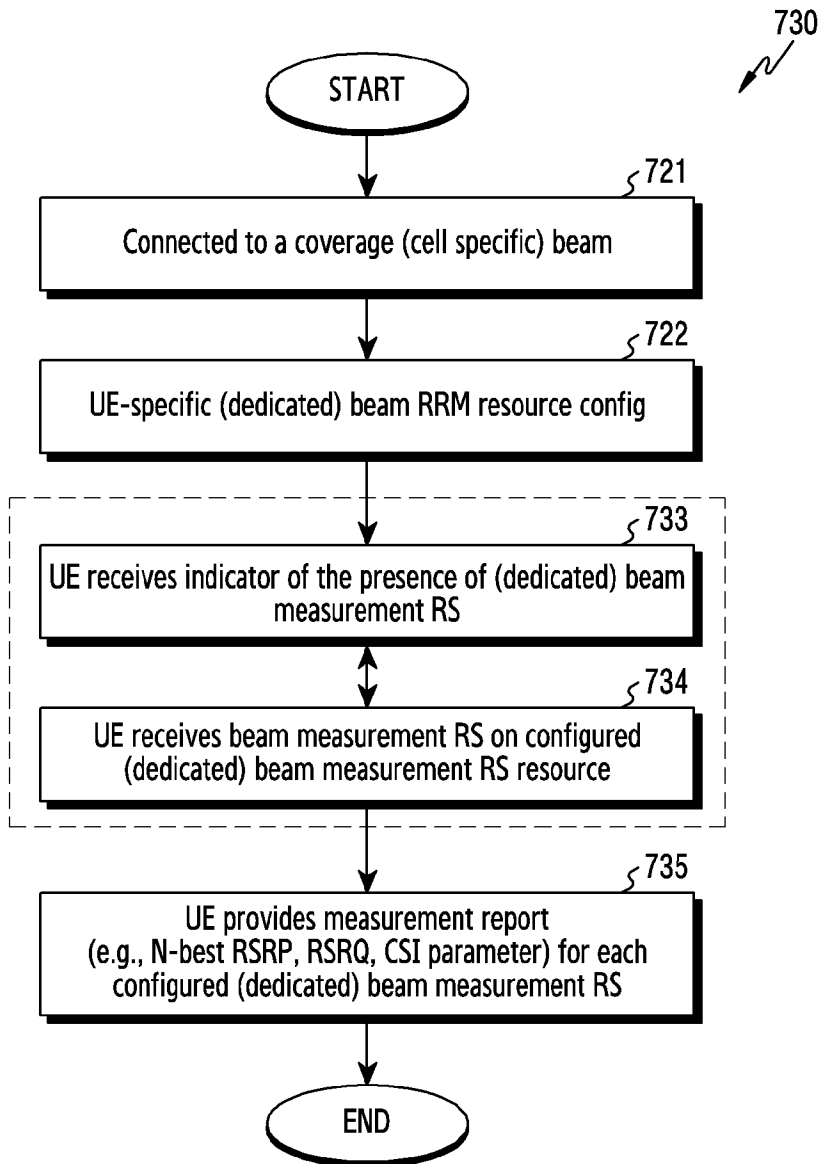 730
START
721
Connected to a coverage (cell specific) beam
722
UE-specific (dedicated) beam RRM resource config
733
UE receives indicator of the presence of (dedicated) beam
measurement RS
734
UE receives beam measurement RS on configured
(dedicated) beam measurement RS resource
735
UE provides measurement report
(e.g., N-best RSRP, RSRQ, CSI parameter) for each
configured (dedicated) beam measurement RS
END